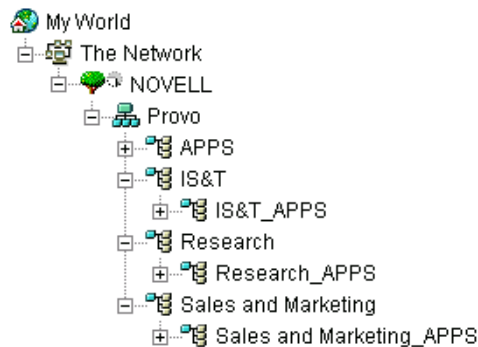 My World
The Network
NOVELL
Provo
APPS
IS&T
IS&T_APPS
Research
Research_APPS
Sales and Marketing
Sales and Marketing_APPS